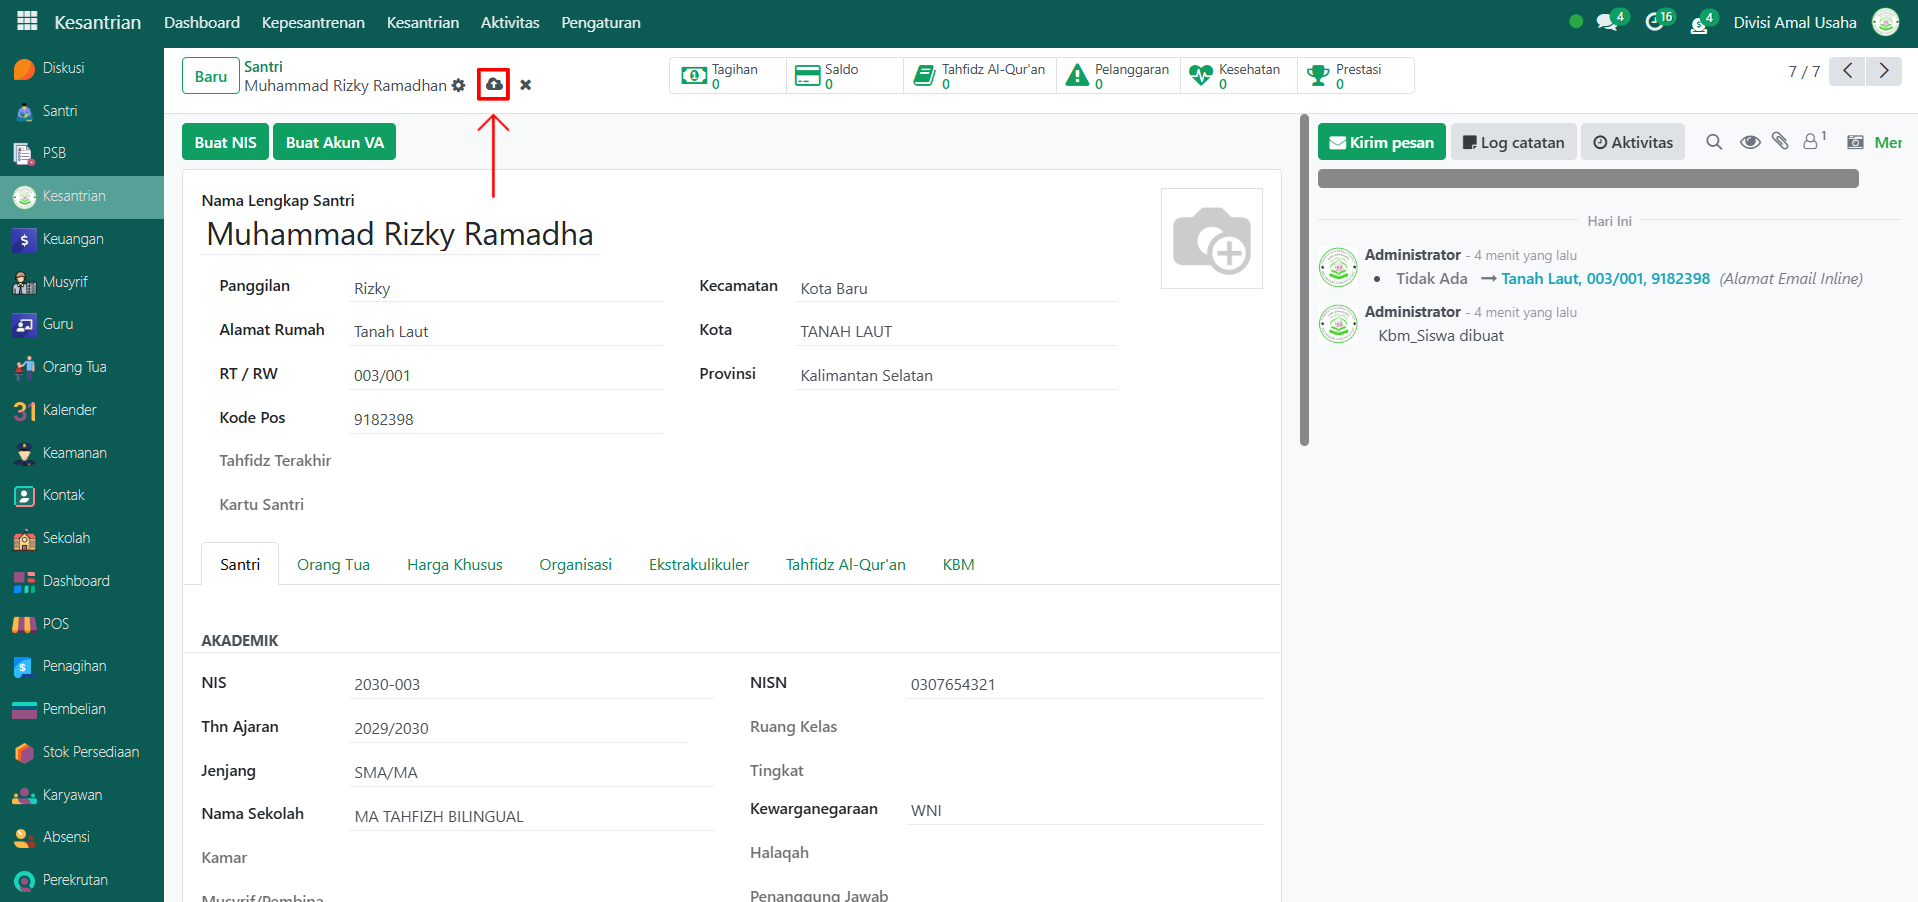 Kesantrian Dashboard Kepesantrenan Kesantrian Aktivitas Pengaturan 4 16 4 Divisi Amal Usaha
Diskusi
Santri
PSB
Kesantrian
Keuangan
Musyrif
Guru
Orang Tua
Kalender
Keamanan
Kontak
Sekolah
Dashboard
POS
Penagihan
Pembelian
Stok Persediaan
Karyawan
Absensi
Perekrutan
Baru
Santri
Muhammad Rizky Ramadhan
Tagihan
0
Saldo
0
Tahfidz Al-Qur'an
0
Pelanggaran
0
Kesehatan
0
Prestasi
0
7 / 7
Buat NIS Buat Akun VA
Nama Lengkap Santri
Muhammad Rizky Ramadha
Panggilan Rizky
Alamat Rumah Tanah Laut
RT / RW 003/001
Kode Pos 9182398
Tahfidz Terakhir
Kartu Santri
Kecamatan Kota Baru
Kota TANAH LAUT
Provinsi Kalimantan Selatan
Santri Orang Tua Harga Khusus Organisasi Ekstrakulikuler Tahfidz Al-Qur'an KBM
AKADEMIK
NIS 2030-003
Thn Ajaran 2029/2030
Jenjang SMA/MA
Nama Sekolah MA TAHFIZH BILINGUAL
Kamar
Musyrif/Pembina
NISN 0307654321
Ruang Kelas
Tingkat
Kewarganegaraan WNI
Halaqah
Penanggung Jawab
Kirim pesan Log catatan Aktivitas 1 Mer
Hari Ini
Administrator - 4 menit yang lalu
• Tidak Ada → Tanah Laut, 003/001, 9182398 (Alamat Email Inline)
Administrator - 4 menit yang lalu
Kbm_Siswa dibuat